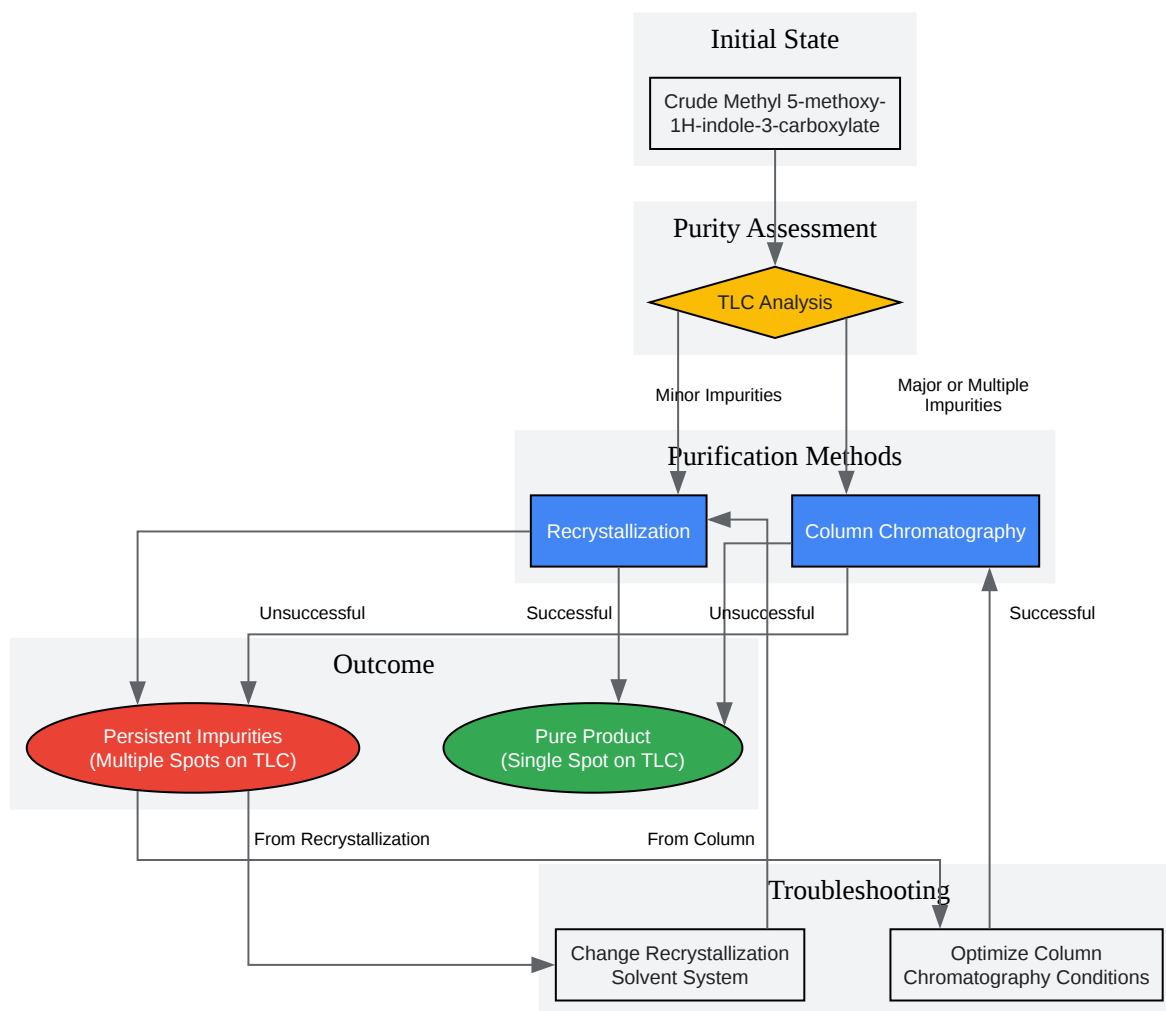 Initial State
Crude Methyl 5-methoxy-
1H-indole-3-carboxylate
Purity Assessment
TLC Analysis
Minor Impurities
Major or Multiple
Impurities
Purification Methods
Recrystallization
Column Chromatography
Unsuccessful
Successful
Unsuccessful
Successful
Outcome
Persistent Impurities
(Multiple Spots on TLC)
Pure Product
(Single Spot on TLC)
From Recrystallization
From Column
Troubleshooting
Change Recrystallization
Solvent System
Optimize Column
Chromatography Conditions